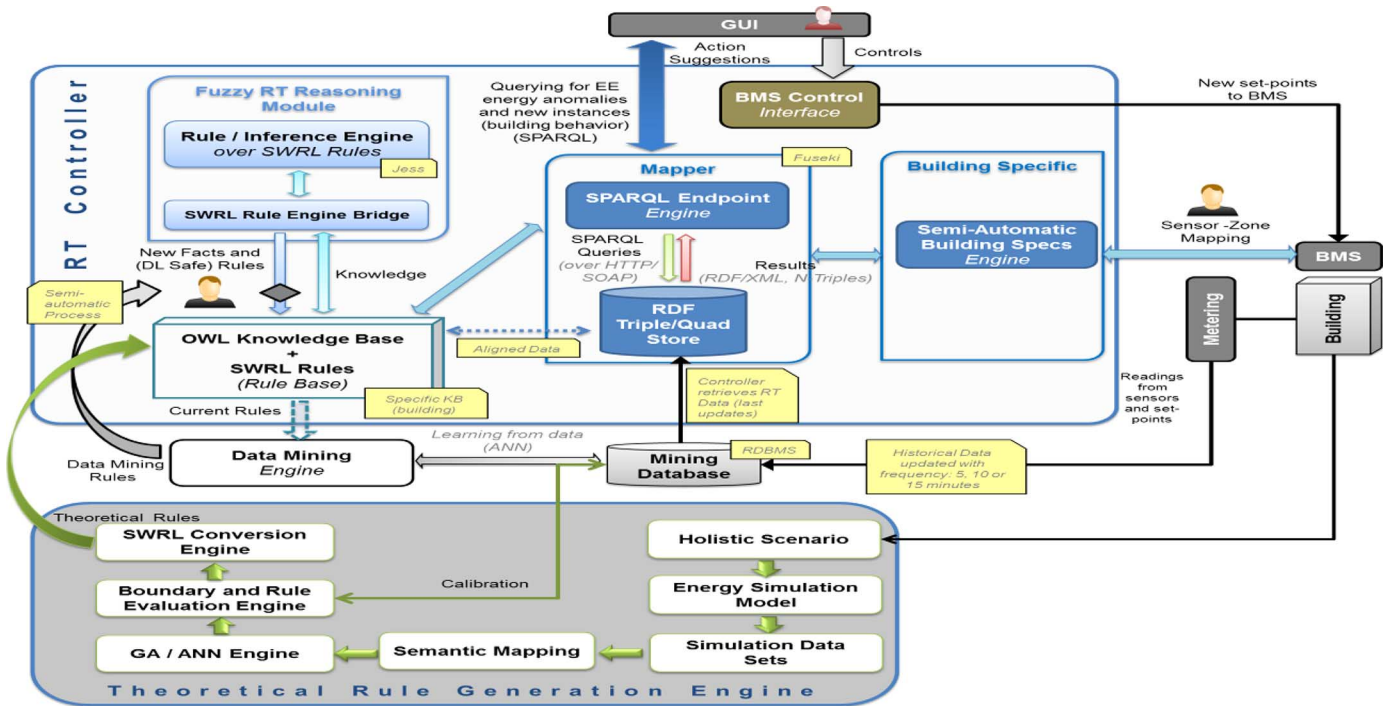 GUI
Action
Suggestions
Controls
RT Controller
Fuzzy RT Reasoning
Module
Rule / Inference Engine
over SWRL Rules
Jess
SWRL Rule Engine Bridge
New Facts and
(DL Safe) Rules
Knowledge
Querying for EE
energy anomalies
and new instances
(building behavior)
(SPARQL)
BMS Control
Interface
New set-points
to BMS
Mapper
Fuseki
SPARQL Endpoint
Engine
SPARQL
Queries
(over HTTP/
SOAP)
Results
(RDF/XML, N-Triples)
RDF
Triple/Quad
Store
Building Specific
Semi-Automatic
Building Specs
Engine
Sensor -Zone
Mapping
BMS
Building
Metering
Readings
from
sensors
and set-
points
Semi-
automatic
Process
OWL Knowledge Base
+
SWRL Rules
(Rule Base)
Aligned Data
Specific KB
(building)
Controller
retrieves RT
Data (last
updates)
Current Rules
Data Mining
Rules
Data Mining
Engine
Learning from data
(ANN)
Mining
Database
RDBMS
Historical Data
updated with
frequency: 5, 10 or
15 minutes
Theoretical Rules
SWRL Conversion
Engine
Boundary and Rule
Evaluation Engine
GA / ANN Engine
Calibration
Semantic Mapping
Holistic Scenario
Energy Simulation
Model
Simulation Data
Sets
Theoretical Rule Generation Engine